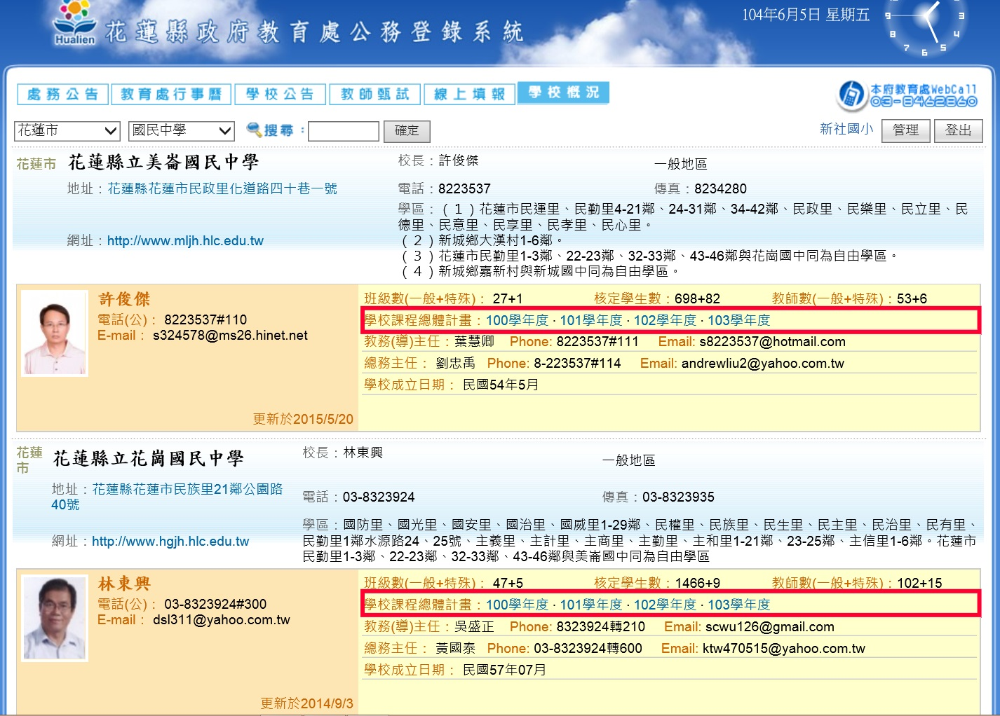 Hualien
花蓮縣政府教育處公務登錄系統
104年6月5日 星期五
9 3 8 4 7 6 5
處務公告 教育處行事曆 學校公告 教師甄試 線上填報 學校概況
本府教育處WebCall
03-8462860
花蓮市 國民中學 搜尋： 確定
新社國小 管理 登出
花蓮市 花蓮縣立美崙國民中學
校長：許俊傑
一般地區
地址：花蓮縣花蓮市民政里化道路四十巷一號
電話：8223537
傳真：8234280
學區：（１）花蓮市民運里、民勤里4-21鄰、24-31鄰、34-42鄰、民政里、民樂里、民立里、民
德里、民意里、民享里、民孝里、民心里。
（２）新城鄉大漢村1-6鄰。
（３）花蓮市民勤里1-3鄰、22-23鄰、32-33鄰、43-46鄰與花崗國中同為自由學區。
（４）新城鄉嘉新村與新城國中同為自由學區。
網址：http://www.mljh.hlc.edu.tw
許俊傑
電話(公)： 8223537#110
E-mail： s324578@ms26.hinet.net
更新於2015/5/20
班級數(一般+特殊)： 27+1 核定學生數：698+82 教師數(一般+特殊)：53+6
學校課程總體計畫：100學年度 · 101學年度 · 102學年度 · 103學年度
教務(導)主任：葉慧卿 Phone: 8223537#111 Email: s8223537@hotmail.com
總務主任： 劉忠禹 Phone: 8-223537#114 Email: andrewliu2@yahoo.com.tw
學校成立日期： 民國54年5月
花蓮
市
花蓮縣立花崗國民中學
校長：林東興
一般地區
地址：花蓮縣花蓮市民族里21鄰公園路
40號
電話：03-8323924
傳真：03-8323935
學區：國防里、國光里、國安里、國治里、國威里1-29鄰、民權里、民族里、民生里、民主里、民治里、民有里、
民勤里1鄰水源路24、25號、主義里、主計里、主商里、主勤里、主和里1-21鄰、23-25鄰、主信里1-6鄰。花蓮市
民勤里1-3鄰、22-23鄰、32-33鄰、43-46鄰與美崙國中同為自由學區
網址：http://www.hgjh.hlc.edu.tw
林東興
電話(公)： 03-8323924#300
E-mail： dsl311@yahoo.com.tw
更新於2014/9/3
班級數(一般+特殊)： 47+5 核定學生數：1466+9 教師數(一般+特殊)：102+15
學校課程總體計畫：100學年度 · 101學年度 · 102學年度 · 103學年度
教務(導)主任：吳盛正 Phone: 8323924轉210 Email: scwu126@gmail.com
總務主任： 黃國泰 Phone: 03-8323924轉600 Email: ktw470515@yahoo.com.tw
學校成立日期： 民國57年07月